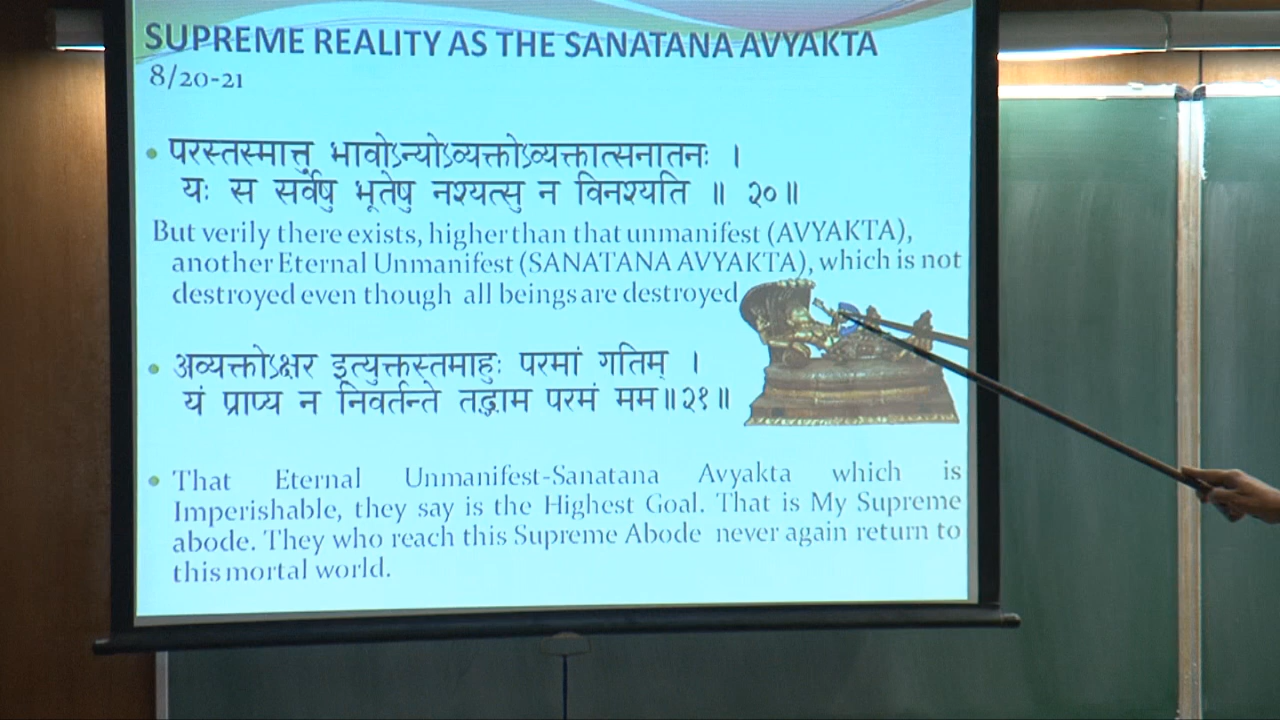 SUPREME REALITY AS THE SANATANA AVYAKTA
8/20-21
• परस्तस्मात्तु भावोऽन्योऽव्यक्तोऽव्यक्तात्सनातनः ।
यः स सर्वेषु भूतेषु नश्यत्सु न विनश्यति ॥ २०॥
But verily there exists, higher than that unmanifest (AVYAKTA),
another Eternal Unmanifest (SANATANA AVYAKTA), which is not
destroyed even though all beings are destroyed
• अव्यक्तोऽक्षर इत्युक्तस्तमाहुः परमां गतिम् ।
यं प्राप्य न निवर्तन्ते तद्धाम परमं मम॥२१॥
• That Eternal Unmanifest-Sanatana Avyakta which is
Imperishable, they say is the Highest Goal. That is My Supreme
abode. They who reach this Supreme Abode never again return to
this mortal world.